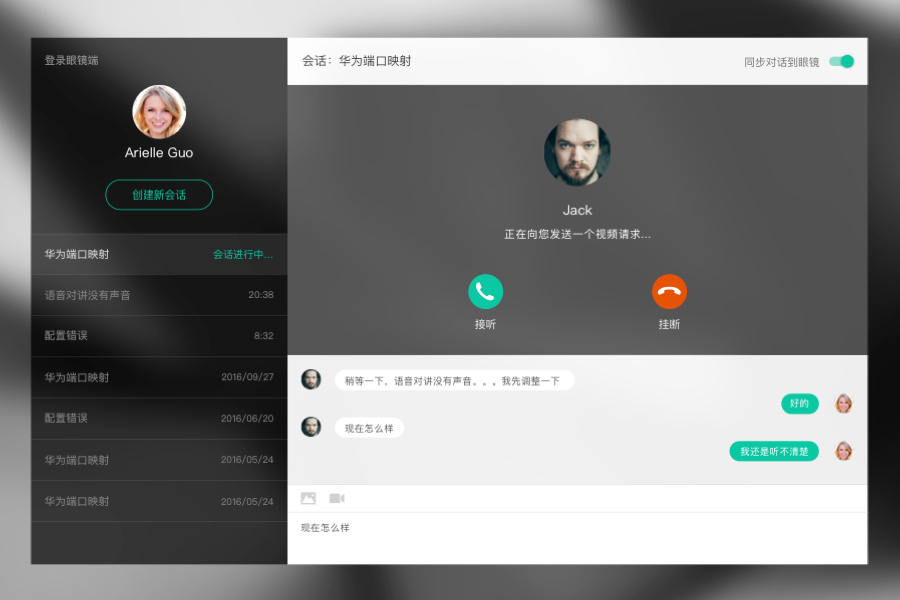 登录眼镜端
Arielle Guo
创建新会话
华为端口映射 会话进行中...
语音对讲没有声音 20:38
配置错误 8:32
华为端口映射 2016/09/27
配置错误 2016/06/20
华为端口映射 2016/05/24
华为端口映射 2016/05/24
会话：华为端口映射 同步对话到眼镜
Jack
正在向您发送一个视频请求...
接听 挂断
稍等一下，语音对讲没有声音。。。我先调整一下
好的
现在怎么样
我还是听不清楚
现在怎么样